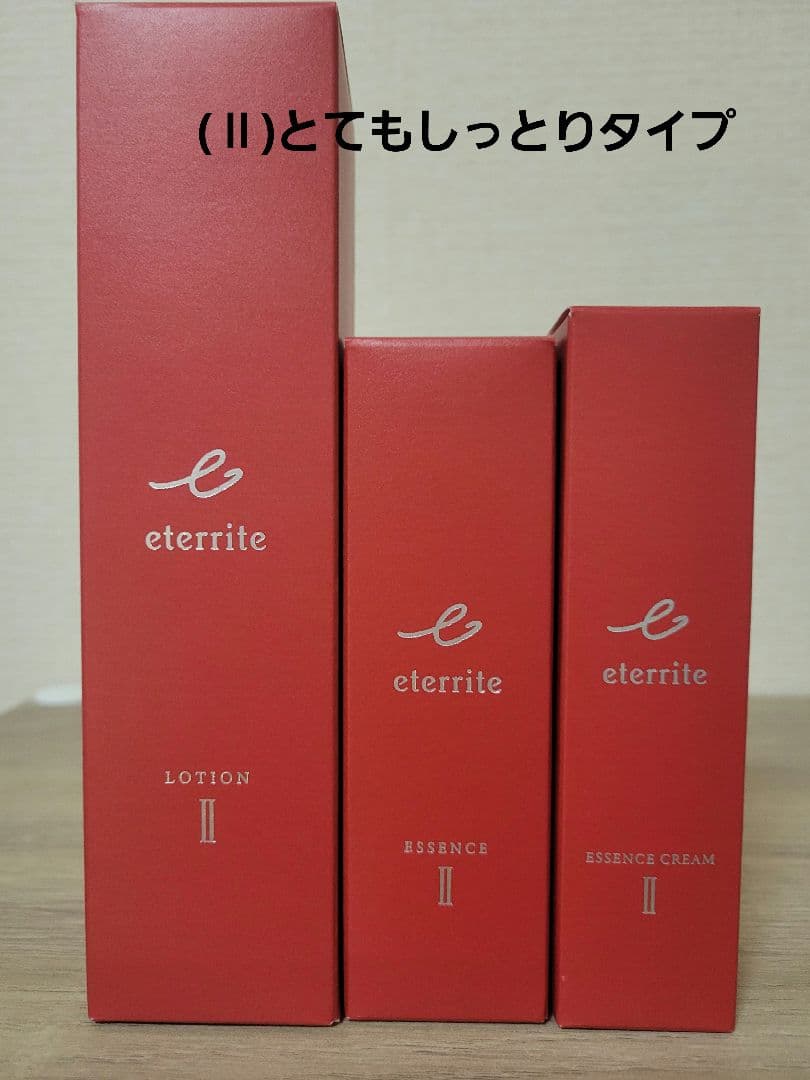 (Ⅱ)とてもしっとりタイプ
e
eterrite
LOTION
Ⅱ
e
eterrite
ESSENCE
Ⅱ
e
eterrite
ESSENCE CREAM
Ⅱ